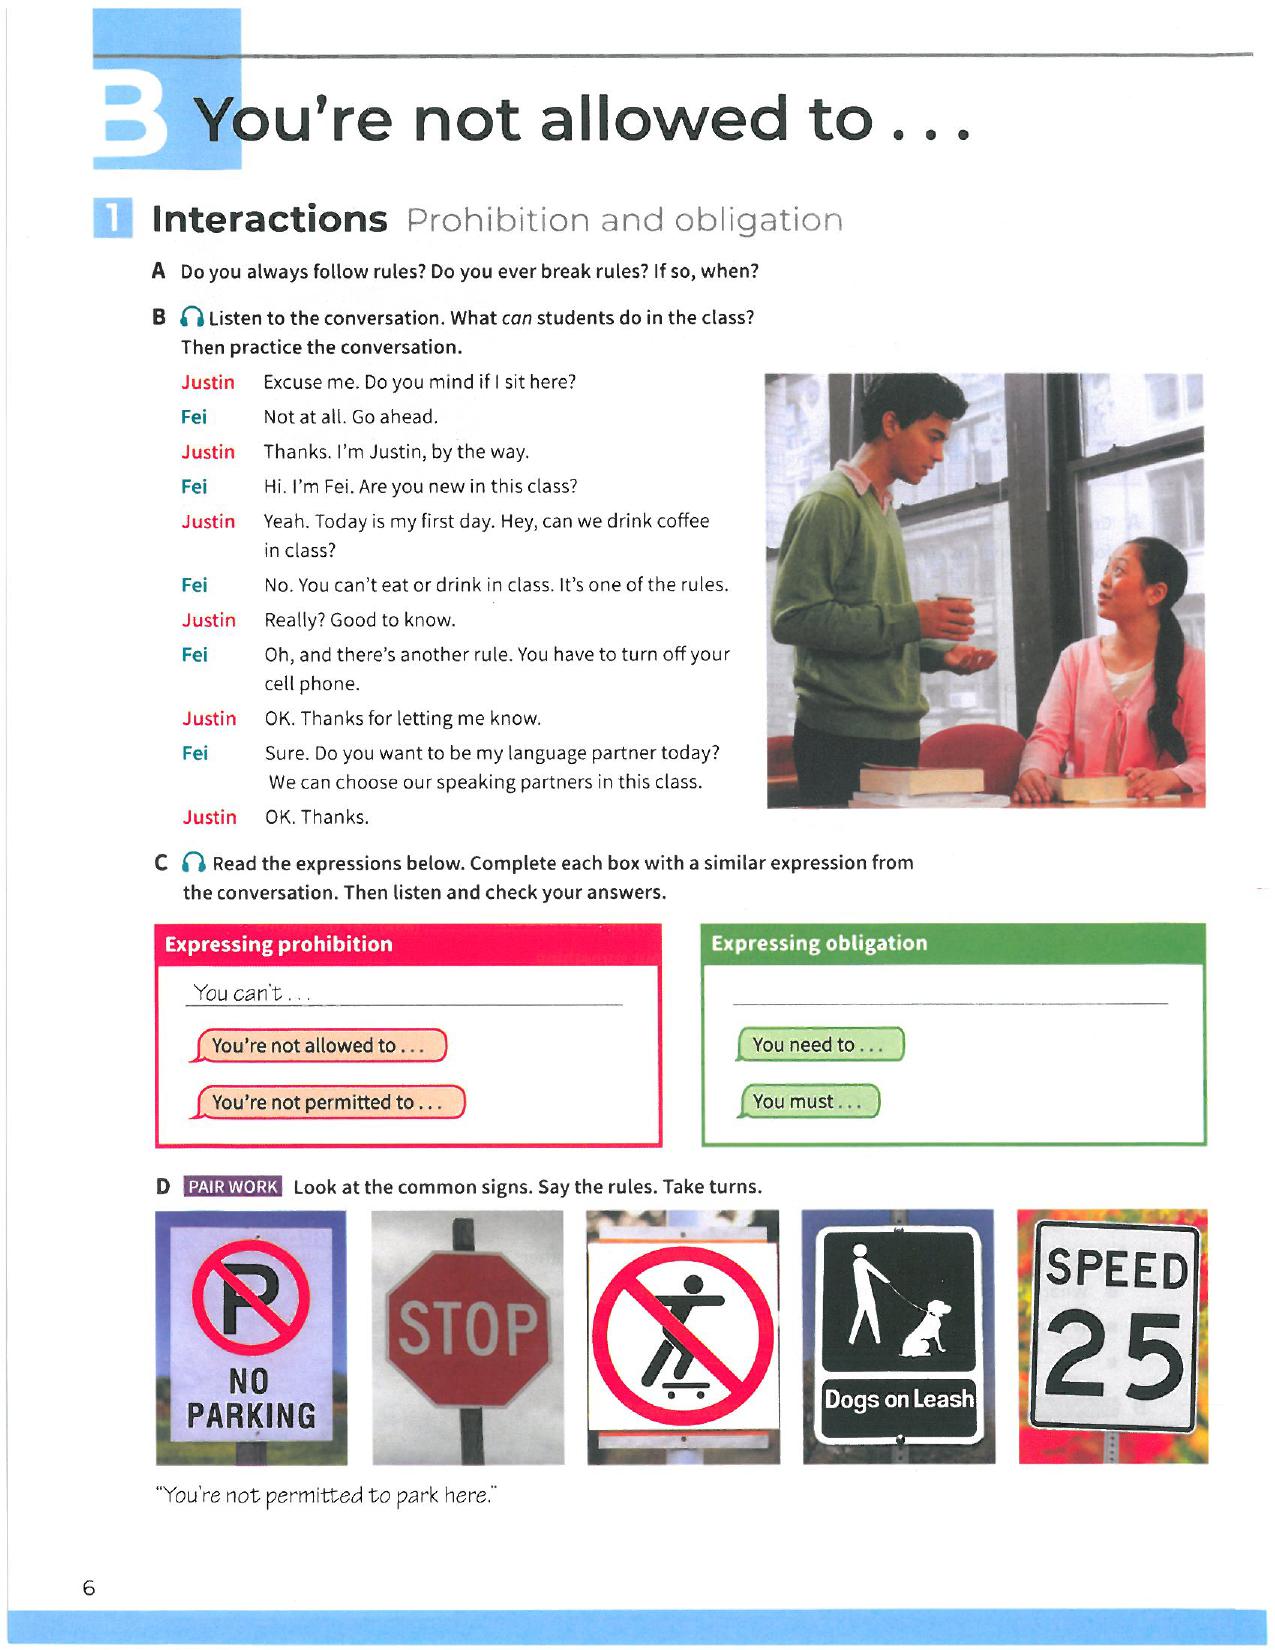 B You're not allowed to . . .
1 Interactions Prohibition and obligation
A Do you always follow rules? Do you ever break rules? If so, when?
B Listen to the conversation. What can students do in the class?
Then practice the conversation.
Justin Excuse me. Do you mind if I sit here?
Fei Not at all. Go ahead.
Justin Thanks. I'm Justin, by the way.
Fei Hi. I'm Fei. Are you new in this class?
Justin Yeah. Today is my first day. Hey, can we drink coffee
in class?
Fei No. You can't eat or drink in class. It's one of the rules.
Justin Really? Good to know.
Fei Oh, and there's another rule. You have to turn off your
cell phone.
Justin OK. Thanks for letting me know.
Fei Sure. Do you want to be my language partner today?
We can choose our speaking partners in this class.
Justin OK. Thanks.
C Read the expressions below. Complete each box with a similar expression from
the conversation. Then listen and check your answers.
Expressing prohibition
You can't . . .
You're not allowed to . . .
You're not permitted to . . .
Expressing obligation
You need to . . .
You must . . .
D PAIR WORK Look at the common signs. Say the rules. Take turns.
P
NO
PARKING
STOP
Dogs on Leash
SPEED
25
"You're not permitted to park here."
6